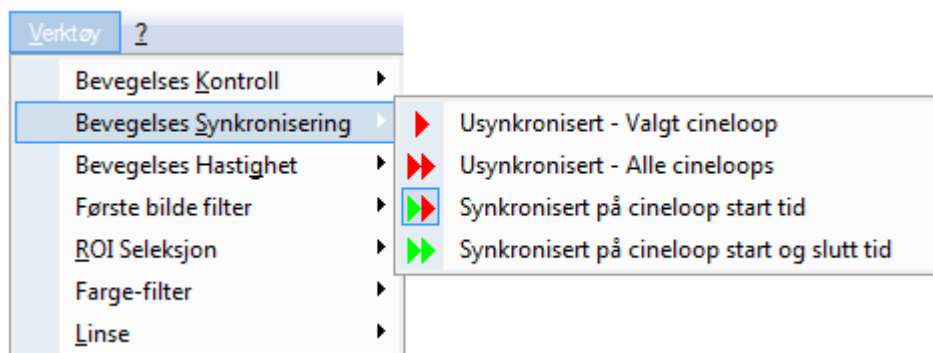 Verktøy ?
Bevegelses Kontroll
Bevegelses Synkronisering
Usynkronisert - Valgt cineloop
Bevegelses Hastighet
Usynkronisert - Alle cineloops
Første bilde filter
Synkronisert på cineloop start tid
ROI Seleksjon
Synkronisert på cineloop start og slutt tid
Farge-filter
Linse